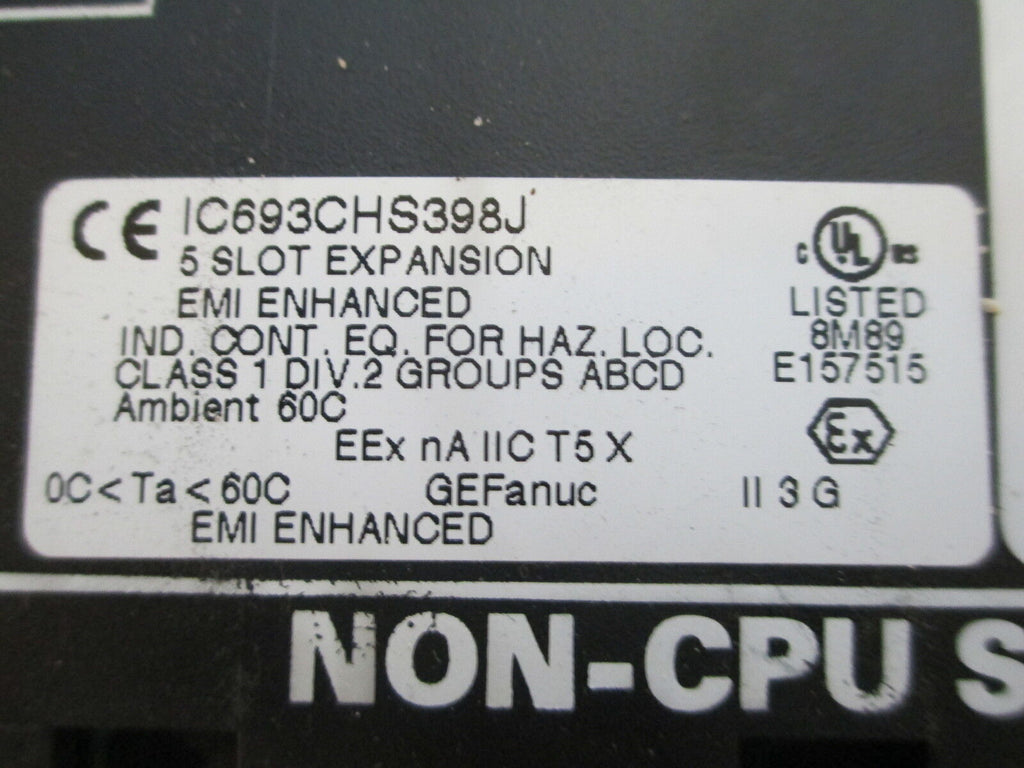 CE IC693CHS398J
5 SLOT EXPANSION
EMI ENHANCED
IND. CONT. EQ. FOR HAZ. LOC.
CLASS 1 DIV.2 GROUPS ABCD
Ambient 60C
EEx nA IIC T5 X
0C < Ta < 60C GEFanuc II 3 G
EMI ENHANCED
C UL US
LISTED
8M89
E157515
Ex
NON-CPU S